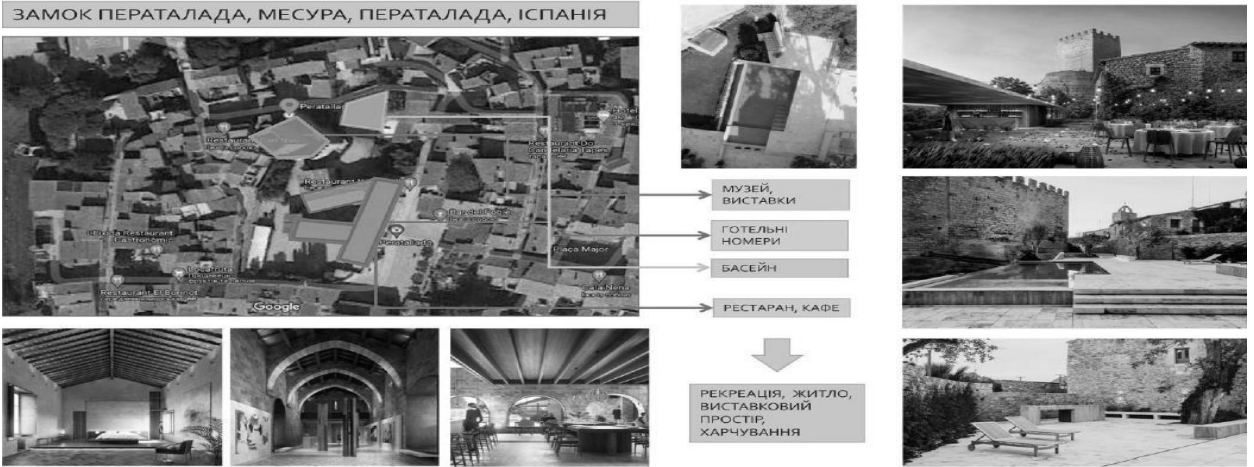 ЗАМОК ПЕРАТАЛАДА, МЕСУРА, ПЕРАТАЛАДА, ІСПАНІЯ
Restaurant
Restaurant
Peratallada
Plaça Major
Restaurant El Borinot
Google
МУЗЕЙ,
ВИСТАВКИ
ГОТЕЛЬНІ
НОМЕРИ
БАСЕЙН
РЕСТАРАН, КАФЕ
РЕКРЕАЦІЯ, ЖИТЛО,
ВИСТАВКОВИЙ
ПРОСТІР,
ХАРЧУВАННЯ